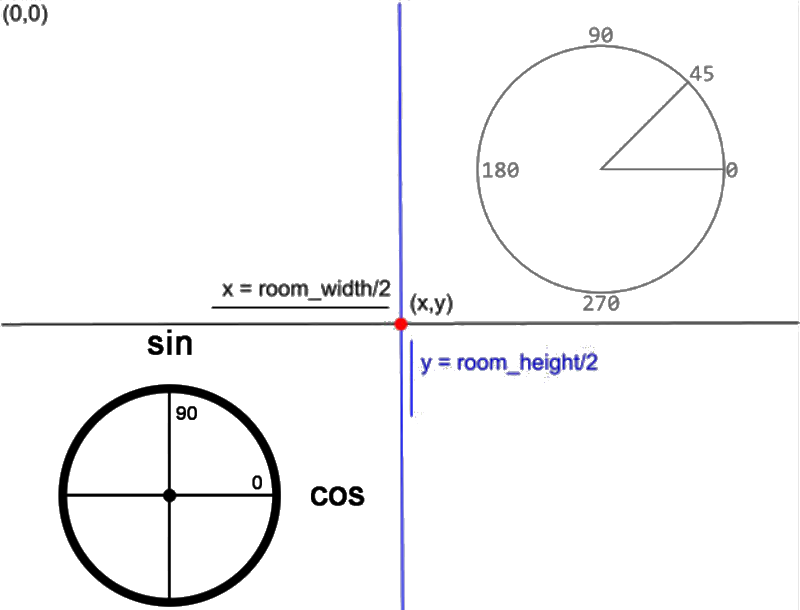 (0,0)
90
45
180
0
270
x = room_width/2
(x,y)
y = room_height/2
sin
90
0
cos